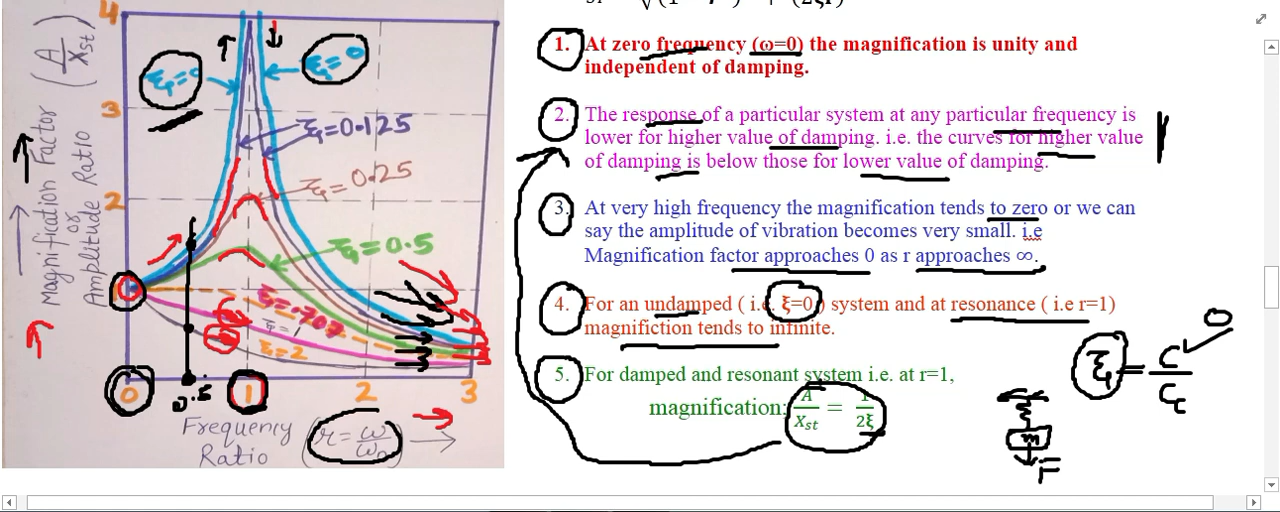 4
3
2
1
0
1
2
3
0.5
Magnification Factor
or
Amplitude Ratio
(A/Xst)
ξ=0
ξ=0
ξ=0.125
ξ=0.25
ξ=0.5
ξ=.707
ξ=1
ξ=2
Frequency
Ratio
(r=ω/ωn)
1. At zero frequency (ω=0) the magnification is unity and
independent of damping.
2. The response of a particular system at any particular frequency is
lower for higher value of damping. i.e. the curves for higher value
of damping is below those for lower value of damping.
3. At very high frequency the magnification tends to zero or we can
say the amplitude of vibration becomes very small. i.e
Magnification factor approaches 0 as r approaches ∞.
4. For an undamped ( i.e. ξ=0 ) system and at resonance ( i.e r=1)
magnifiction tends to infinite.
5. For damped and resonant system i.e. at r=1,
magnification: A/Xst = 1/2ξ
ξ = C/Cc
0
m
F